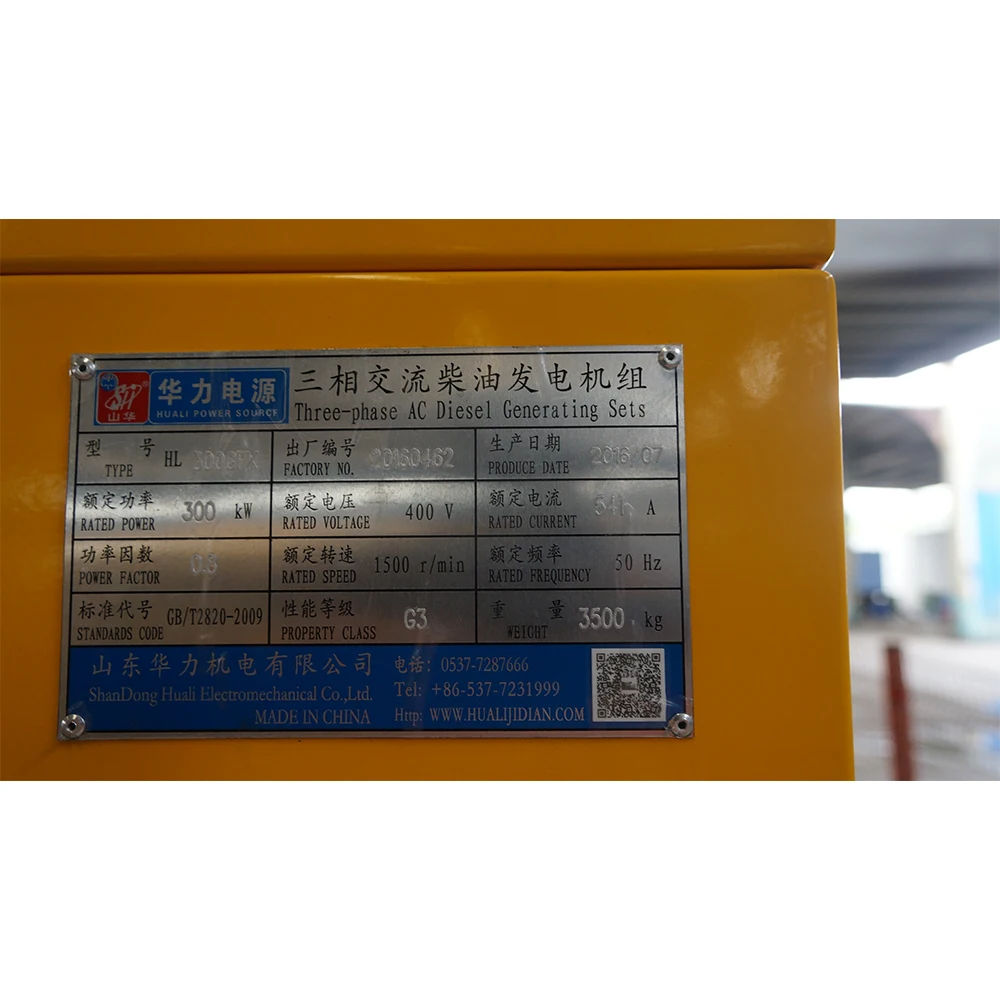 山华 ® 华力电源
HUALI POWER SOURCE
三相交流柴油发电机组
Three-phase AC Diesel Generating Sets
型 号 HL
TYPE
出厂编号 20160462
FACTORY NO.
生产日期 2016 07
PRODUCE DATE
额定功率 300 kW
RATED POWER
额定电压 400 V
RATED VOLTAGE
额定电流 541 A
RATED CURRENT
功率因数 0.8
POWER FACTOR
额定转速 1500 r/min
RATED SPEED
额定频率 50 Hz
RATED FREQUENCY
标准代号 GB/T2820-2009
STANDARDS CODE
性能等级 G3
PROPERTY CLASS
重 量 3500 kg
WEIGHT
山东华力机电有限公司
ShanDong Huali Electromechanical Co.,Ltd.
MADE IN CHINA
电话: 0537-7287666
Tel: +86-537-7231999
Http: WWW.HUALIJIDIAN.COM